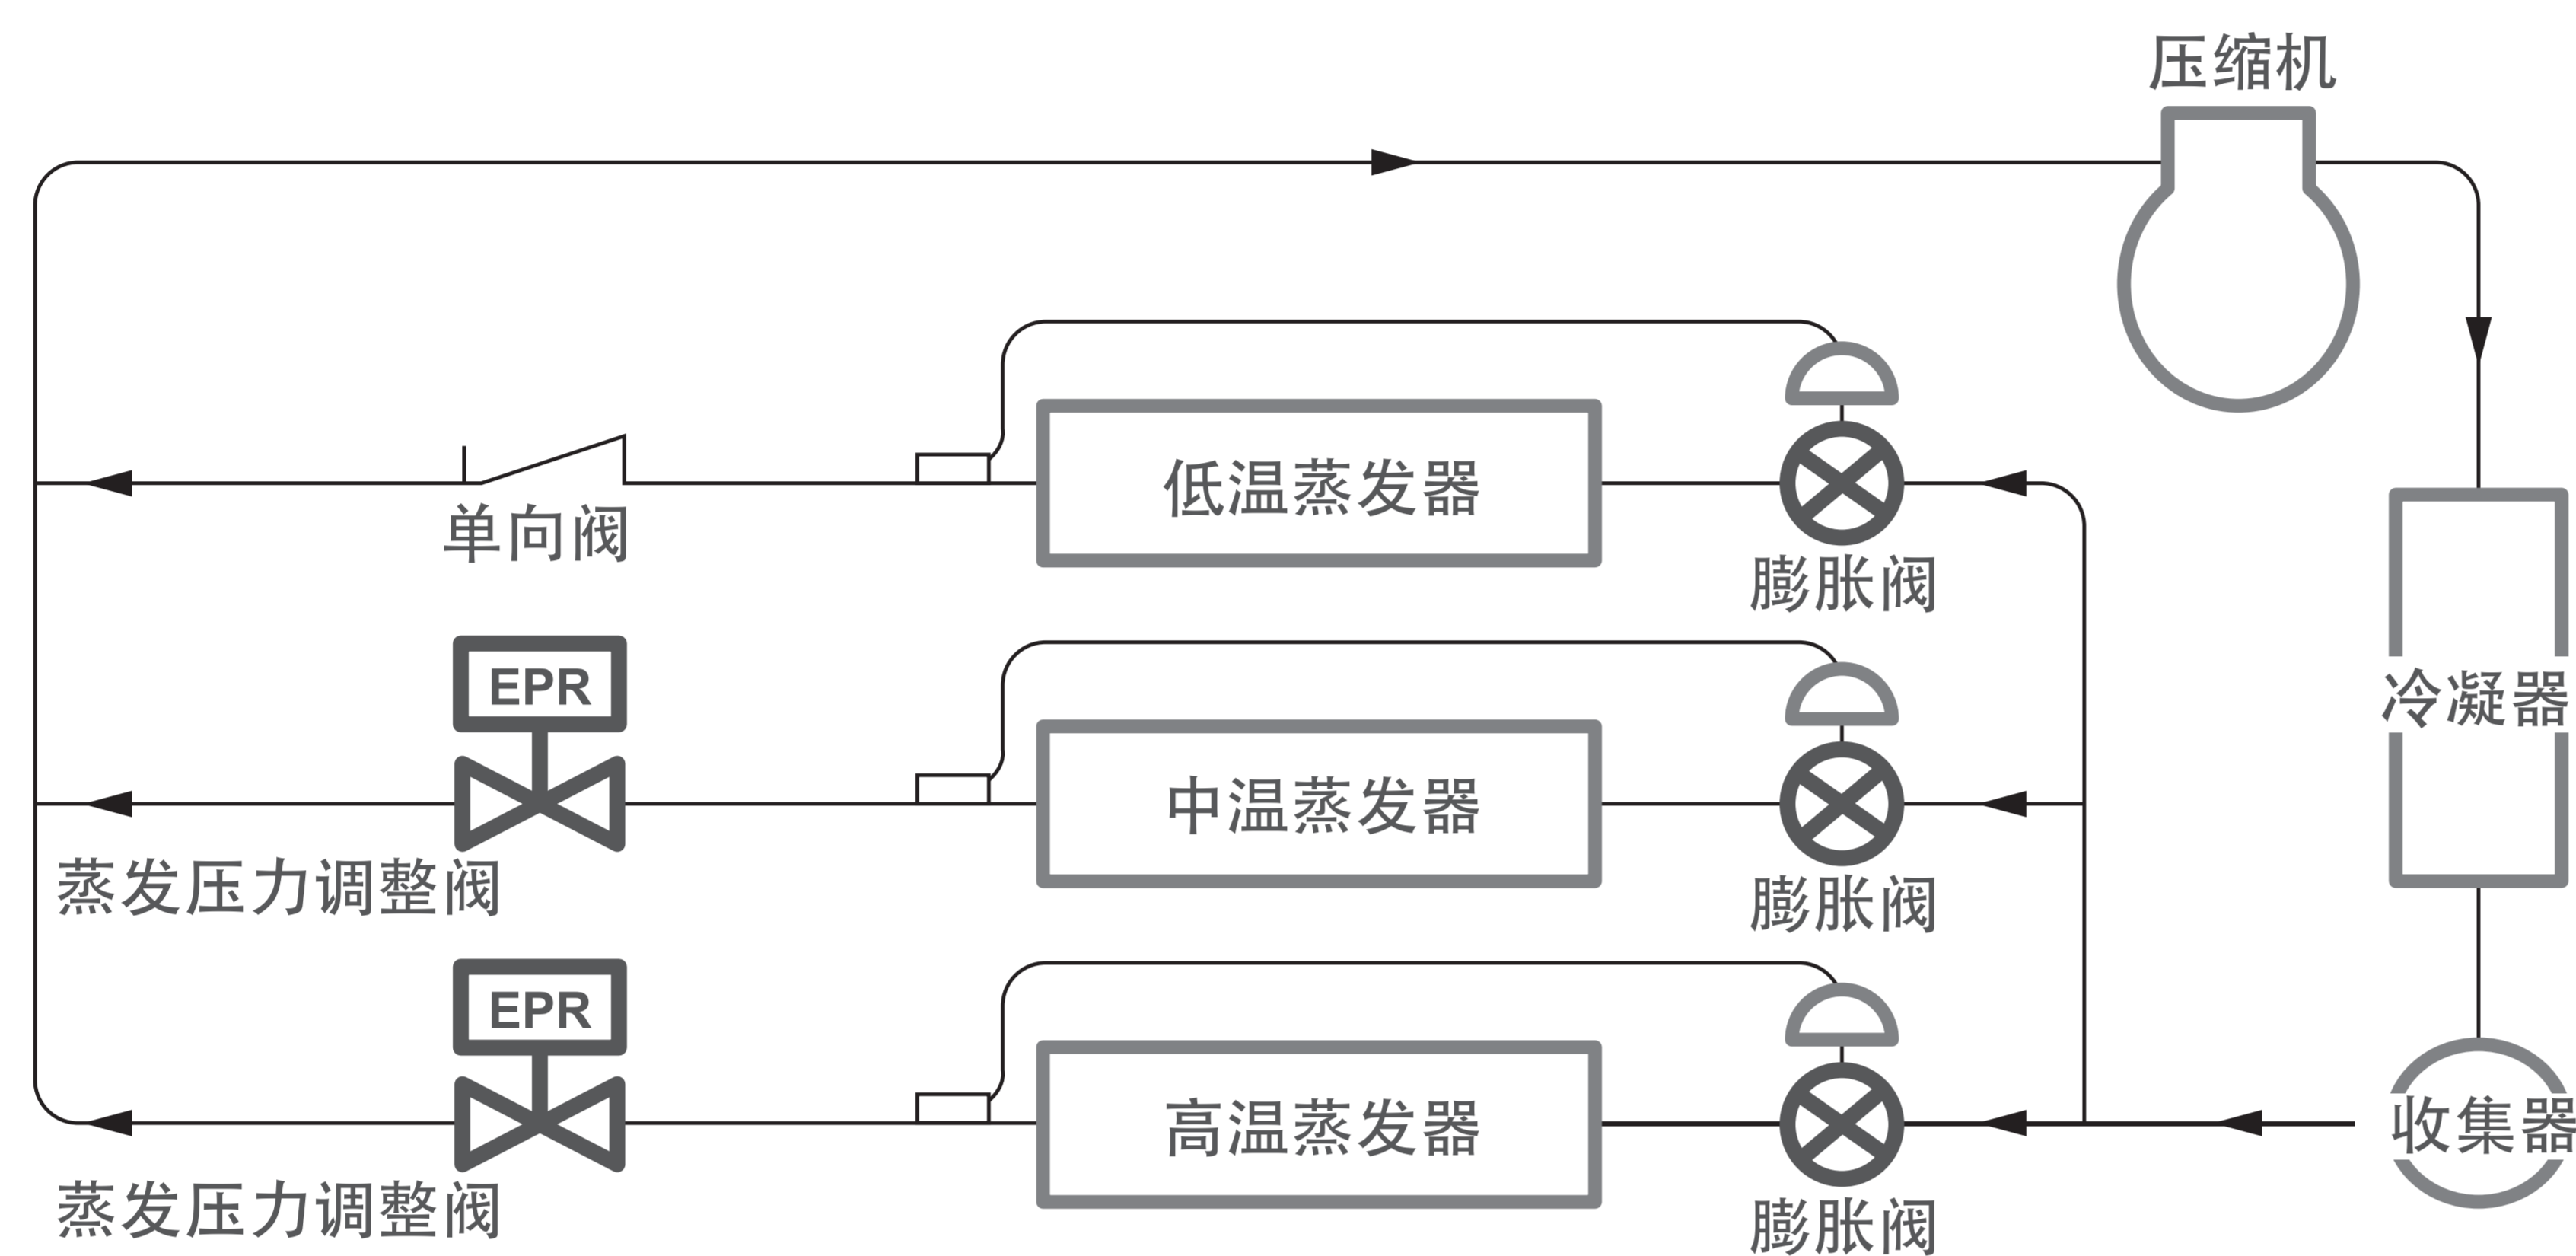 压缩机
低温蒸发器
单向阀
膨胀阀
EPR
冷凝器
中温蒸发器
蒸发压力调整阀
膨胀阀
EPR
高温蒸发器
收集器
蒸发压力调整阀
膨胀阀